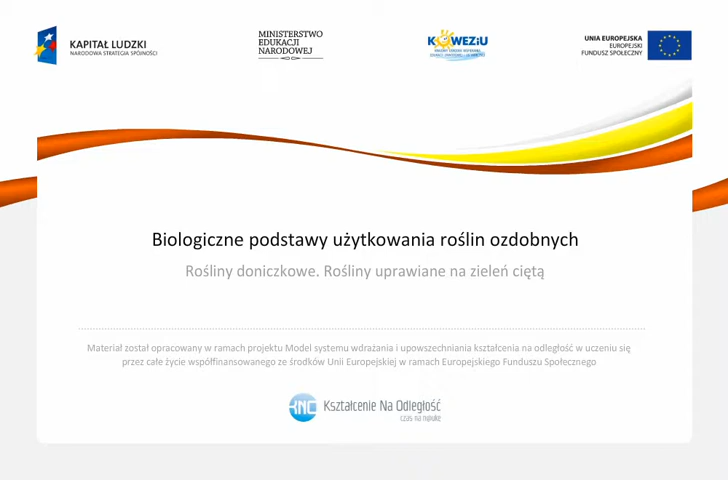 KAPITAŁ LUDZKI
NARODOWA STRATEGIA SPÓJNOŚCI
MINISTERSTWO
EDUKACJI
NARODOWEJ
KOWEZiU
UNIA EUROPEJSKA
EUROPEJSKI
FUNDUSZ SPOŁECZNY
Biologiczne podstawy użytkowania roślin ozdobnych
Rośliny doniczkowe. Rośliny uprawiane na zieleń ciętą
Materiał został opracowany w ramach projektu Model systemu wdrażania i upowszechniania kształcenia na odległość w uczeniu się
przez całe życie współfinansowanego ze środków Unii Europejskiej w ramach Europejskiego Funduszu Społecznego
KNO Kształcenie Na Odległość
czas na naukę